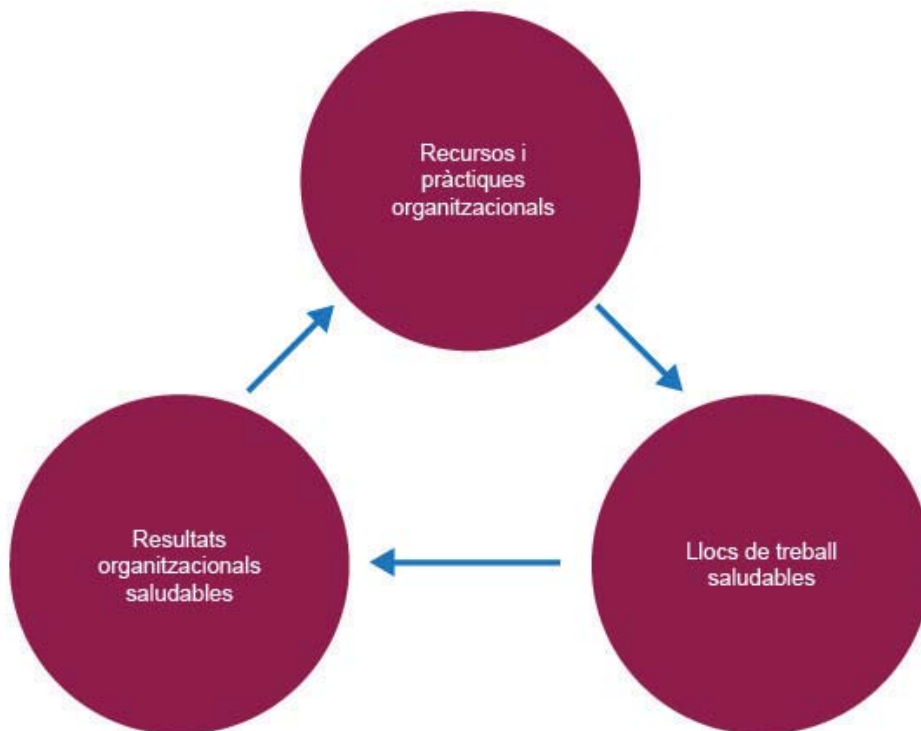 Recursos i
pràctiques
organitzacionals
Resultats
organitzacionals
saludables
Llocs de treball
saludables